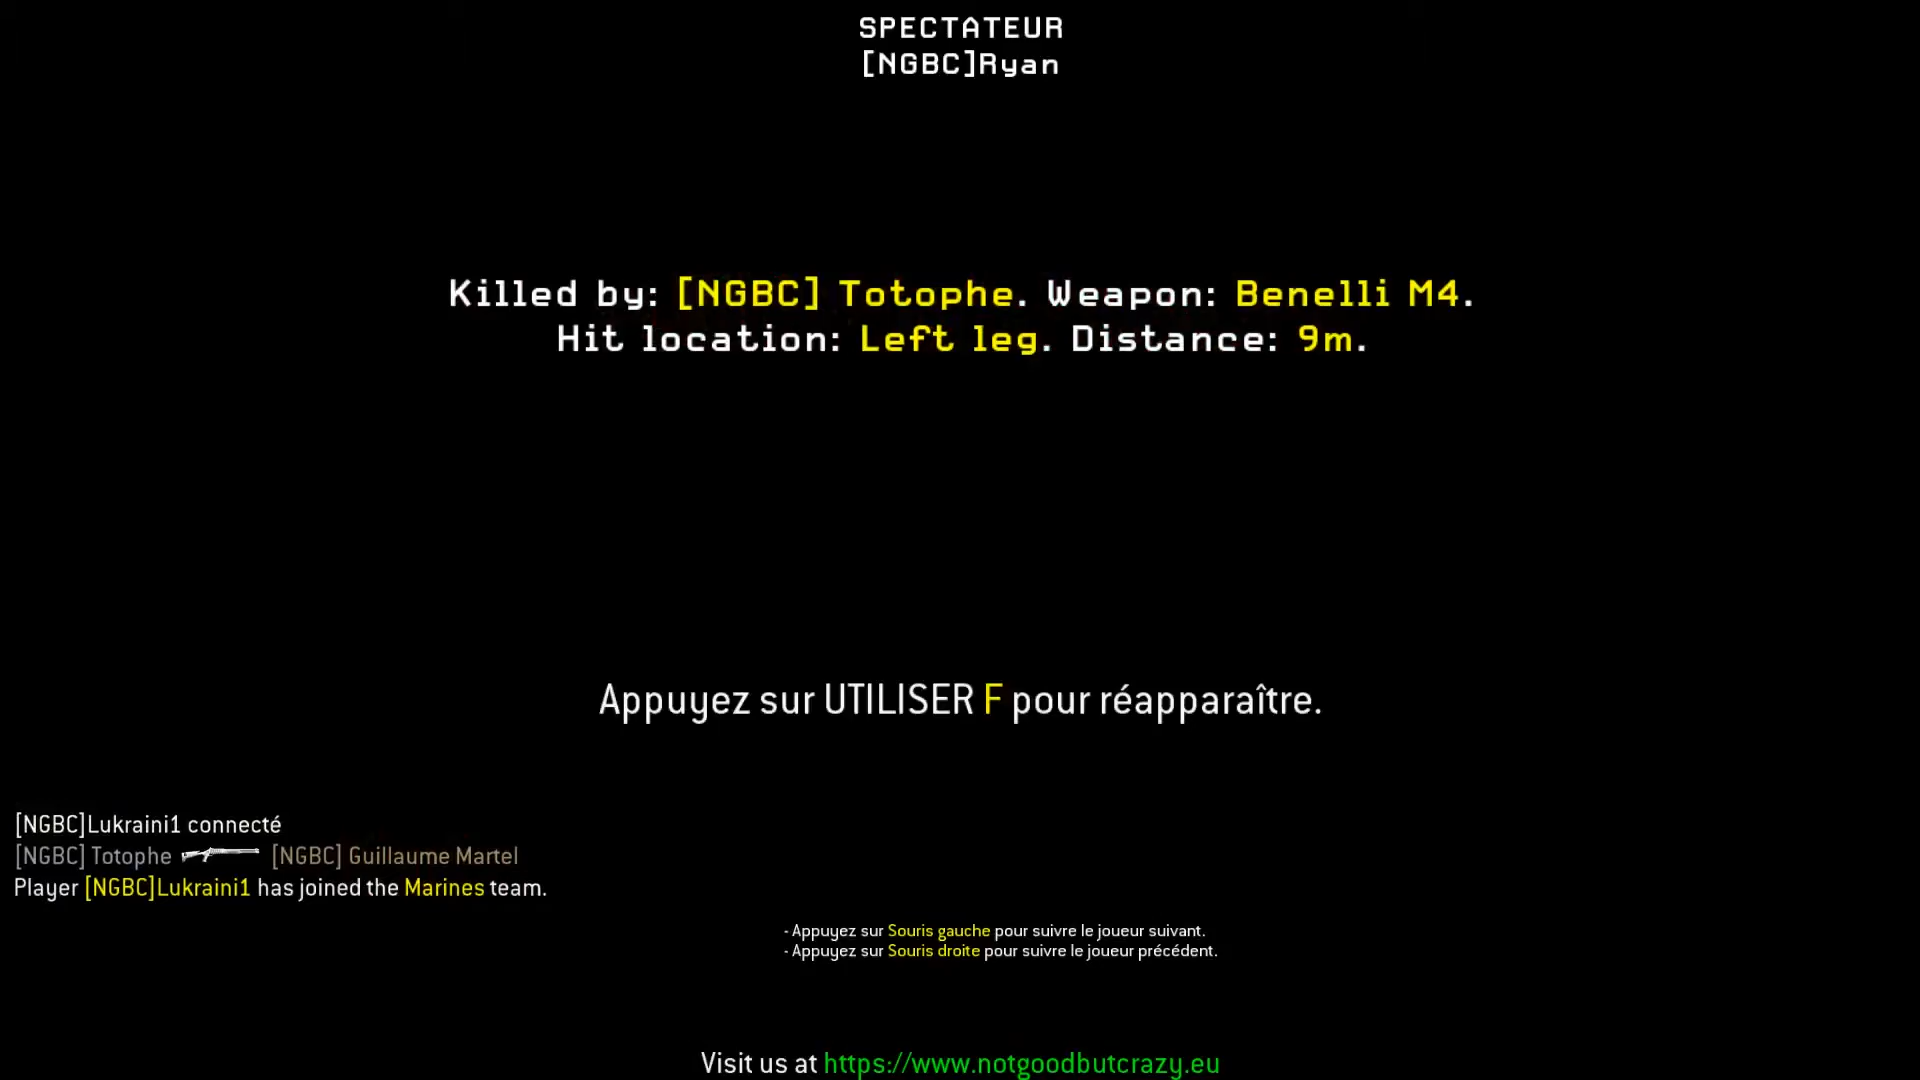 SPECTATEUR
[NGBC]Ryan
Killed by: [NGBC] Totophe. Weapon: Benelli M4.
Hit location: Left leg. Distance: 9m.
Appuyez sur UTILISER F pour réapparaître.
[NGBC]Lukraini1 connecté
[NGBC] Totophe [NGBC] Guillaume Martel
Player [NGBC]Lukraini1 has joined the Marines team.
- Appuyez sur Souris gauche pour suivre le joueur suivant.
- Appuyez sur Souris droite pour suivre le joueur précédent.
Visit us at https://www.notgoodbutcrazy.eu